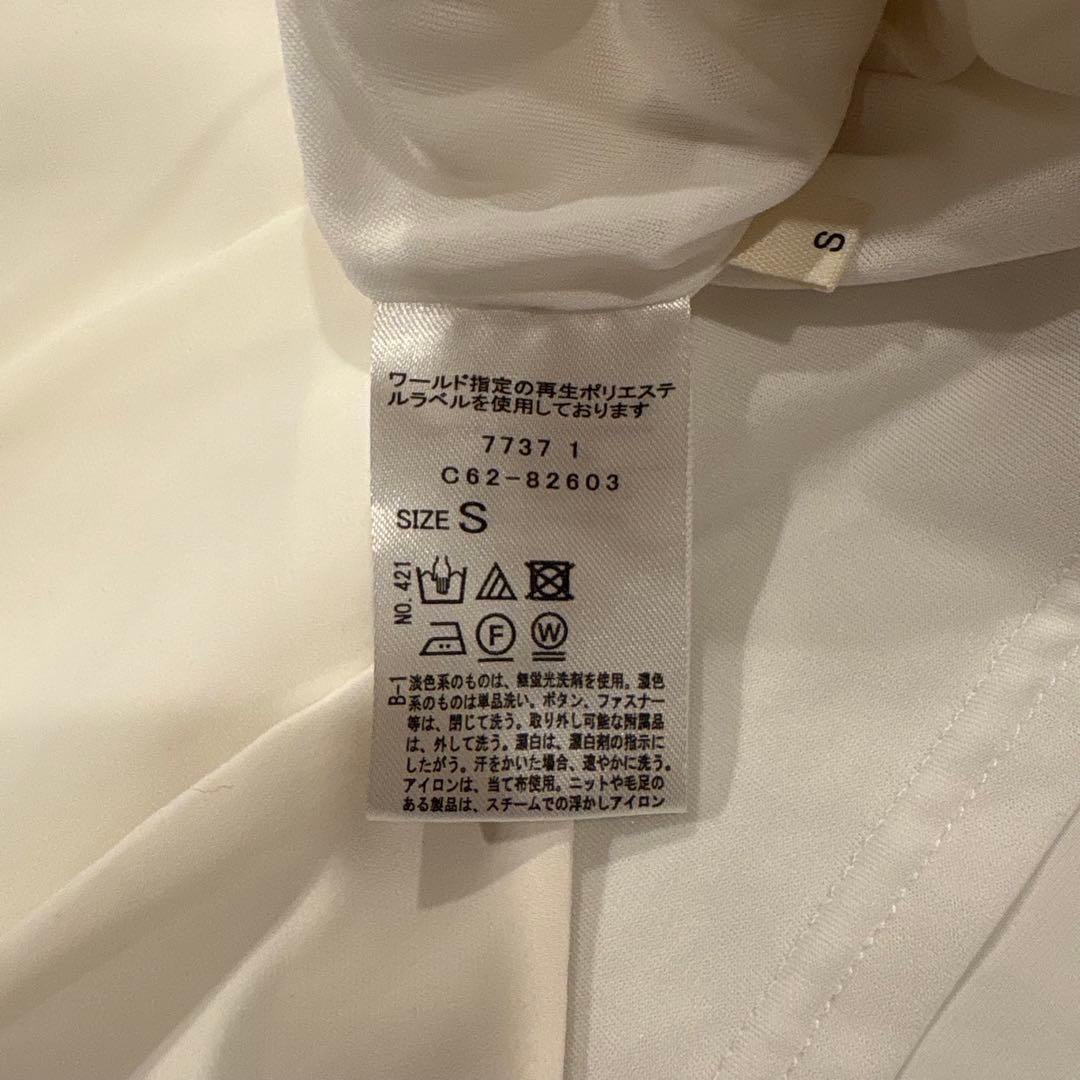 S
ワールド指定の再生ポリエステ
ルラベルを使用しております
7737 1
C62-82603
SIZE S
NO. 421
F W
B-1
淡色系のものは、無蛍光洗剤を使用。濃色
系のものは単品洗い。ボタン、ファスナー
等は、閉じて洗う。取り外し可能な附属品
は、外して洗う。漂白は、漂白剤の指示に
したがう。汗をかいた場合、速やかに洗う。
アイロンは、当て布使用。ニットや毛足の
ある製品は、スチームでの浮かしアイロン